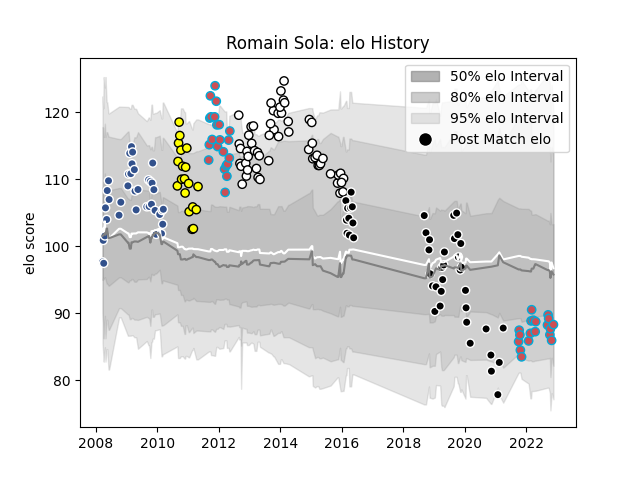 Romain Sola: elo History
50% elo Interval
80% elo Interval
95% elo Interval
Post Match elo
elo score
120
110
100
90
80
2008 2010 2012 2014 2016 2018 2020 2022